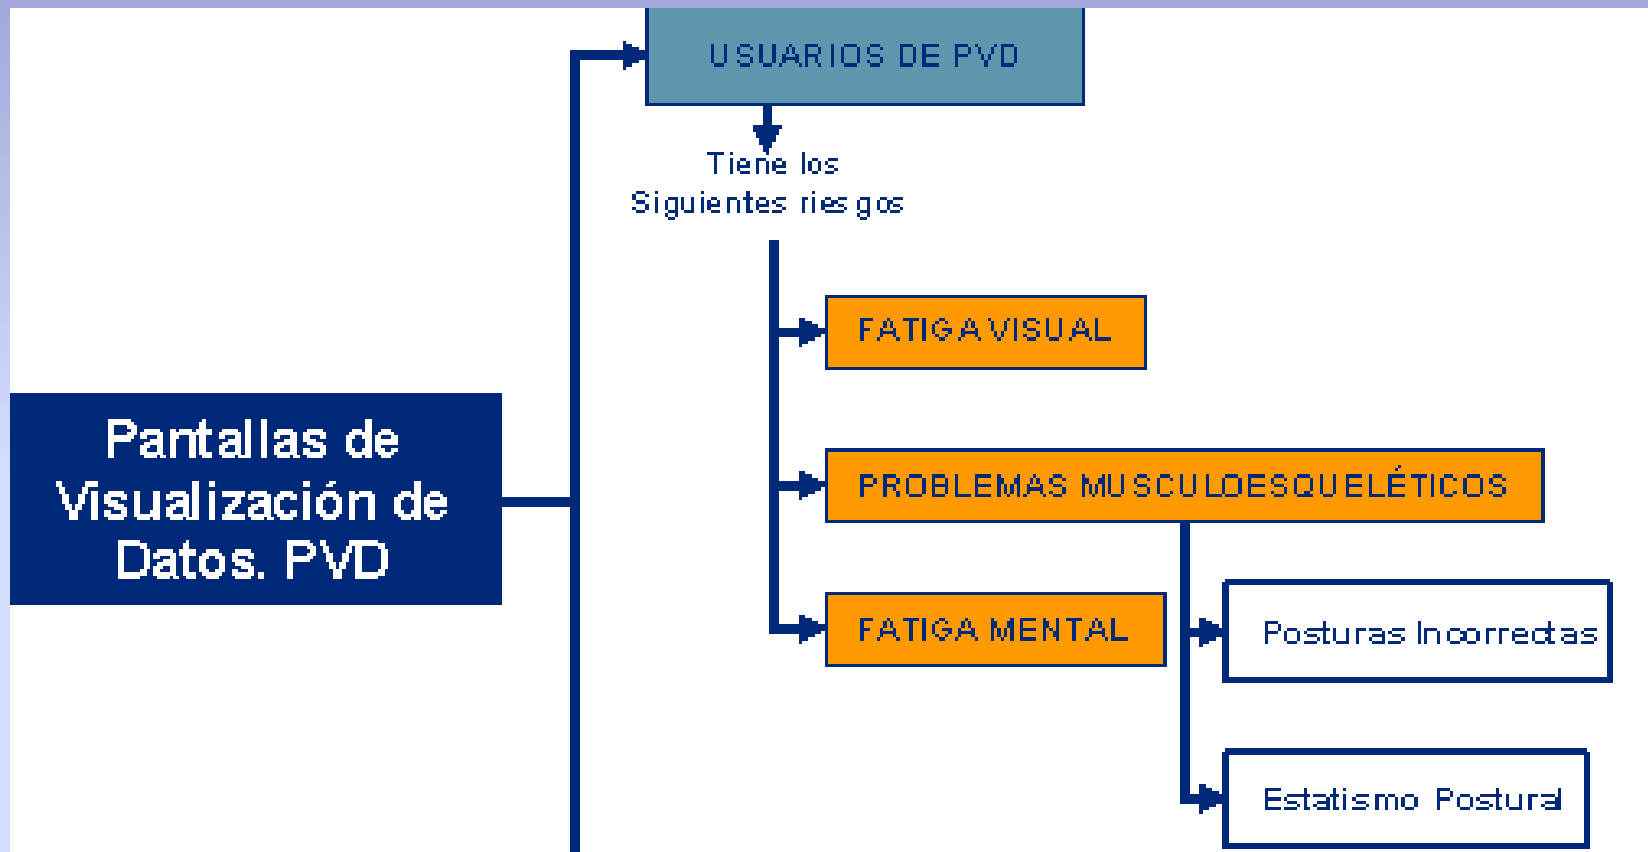 USUARIOS DE PVD
Tiene los
Siguientes riesgos
FATIGA VISUAL
Pantallas de
Visualización de
Datos. PVD
PROBLEMAS MUSCULOESQUELÉTICOS
FATIGA MENTAL
Posturas Incorrectas
Estatismo Postural